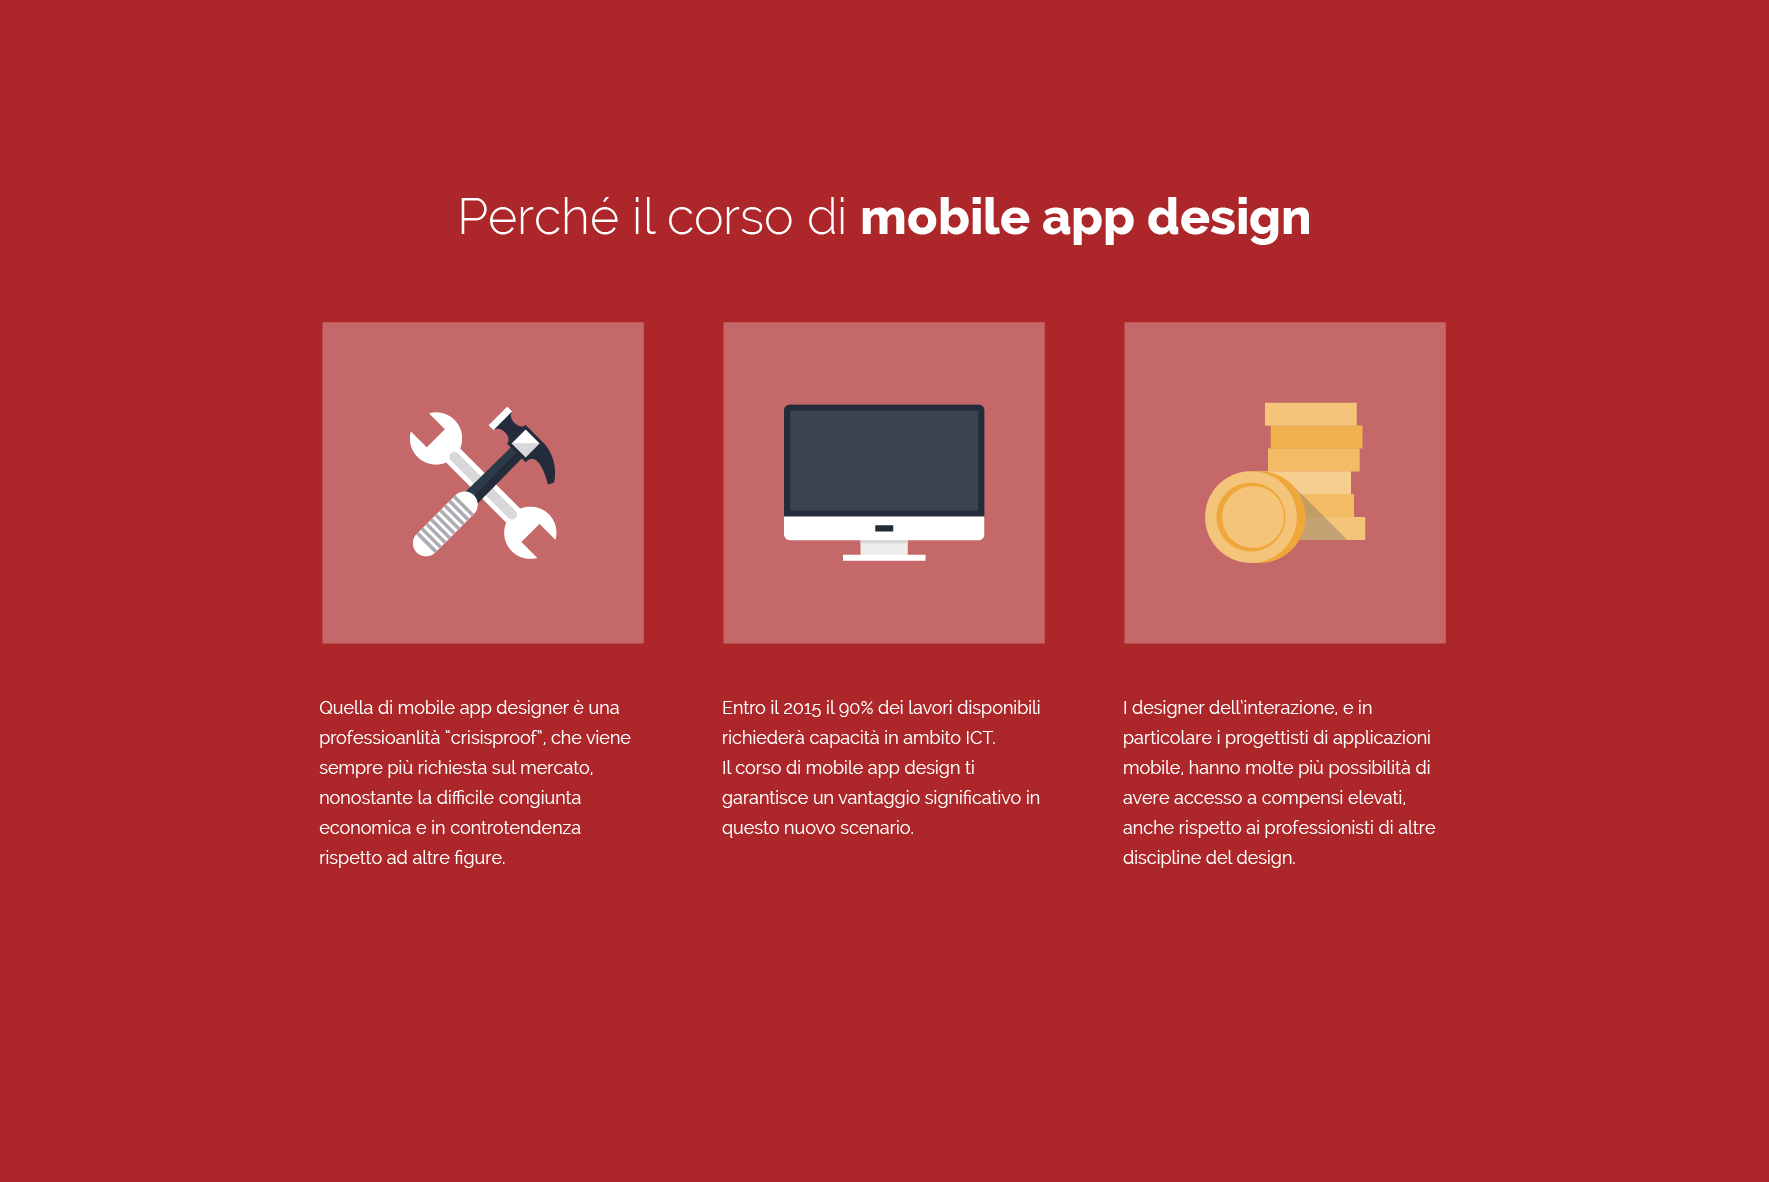 Perché il corso di mobile app design
Quella di mobile app designer è una
professioanlità “crisisproof”, che viene
sempre più richiesta sul mercato,
nonostante la difficile congiunta
economica e in controtendenza
rispetto ad altre figure.
Entro il 2015 il 90% dei lavori disponibili
richiederà capacità in ambito ICT.
Il corso di mobile app design ti
garantisce un vantaggio significativo in
questo nuovo scenario.
I designer dell'interazione, e in
particolare i progettisti di applicazioni
mobile, hanno molte più possibilità di
avere accesso a compensi elevati,
anche rispetto ai professionisti di altre
discipline del design.